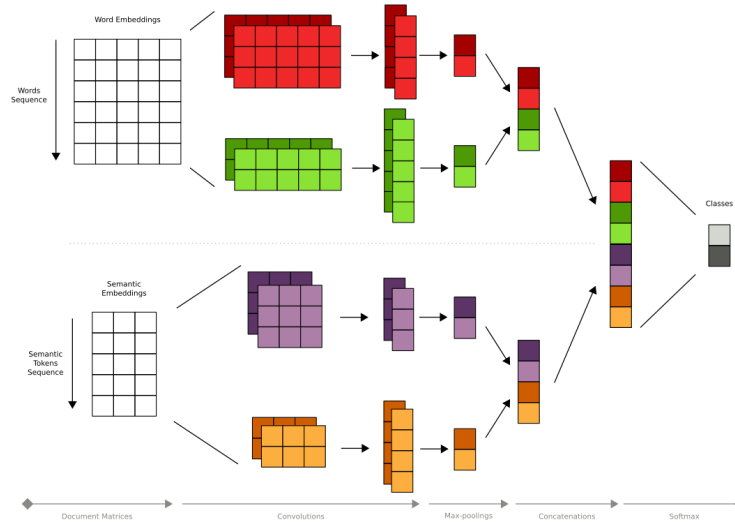 Word Embeddings
Words
Sequence
Classes
Semantic
Embeddings
Semantic
Tokens
Sequence
Document Matrices
Convolutions
Max-poolings
Concatenations
Softmax